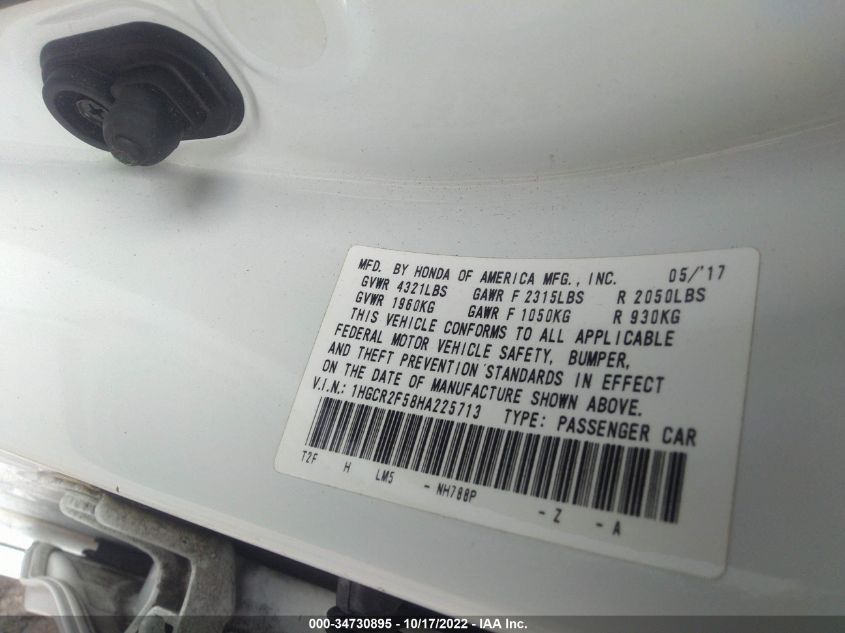 MFD. BY HONDA OF AMERICA MFG., INC. 05/'17
GVWR 4321LBS GAWR F 2315LBS R 2050LBS
GVWR 1960KG GAWR F 1050KG R 930KG
THIS VEHICLE CONFORMS TO ALL APPLICABLE
FEDERAL MOTOR VEHICLE SAFETY, BUMPER,
AND THEFT PREVENTION STANDARDS IN EFFECT
ON THE DATE OF MANUFACTURE SHOWN ABOVE.
V.I.N.: 1HGCR2F58HA225713 TYPE: PASSENGER CAR
T2F H LM5 - NH788P - Z - A
000-34730895 - 10/17/2022 - IAA Inc.